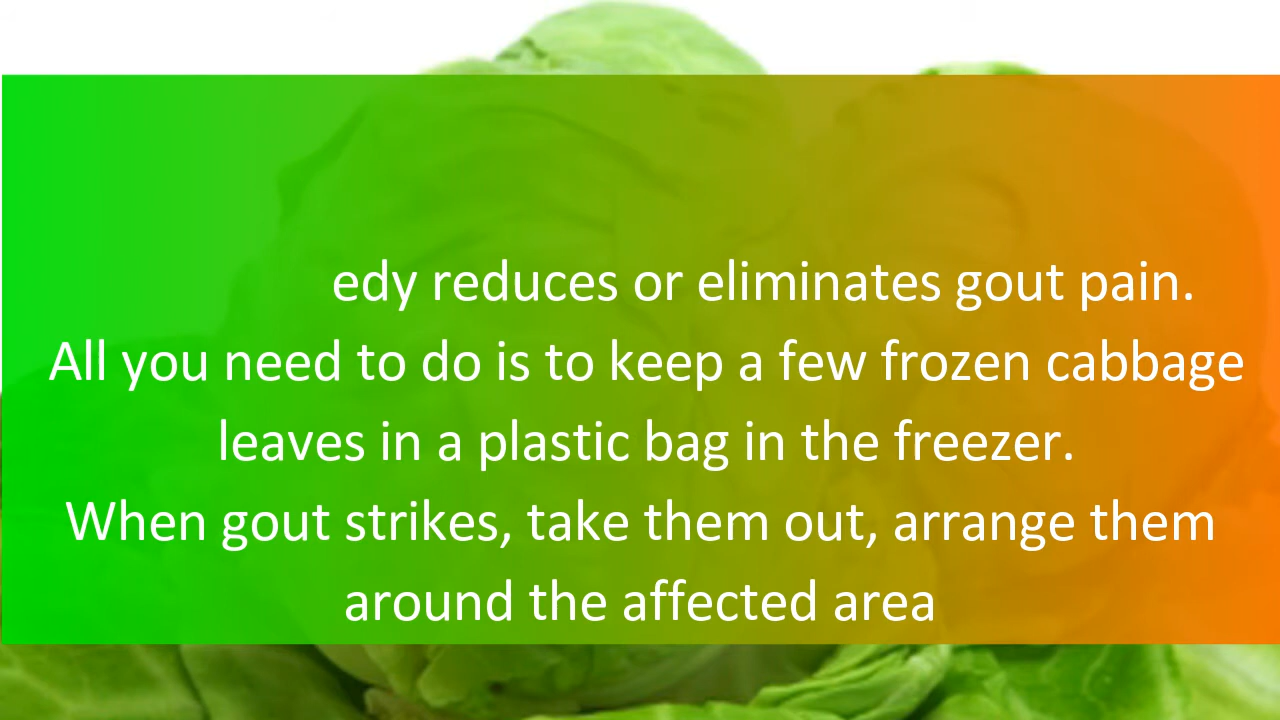 edy reduces or eliminates gout pain.
All you need to do is to keep a few frozen cabbage
leaves in a plastic bag in the freezer.
When gout strikes, take them out, arrange them
around the affected area